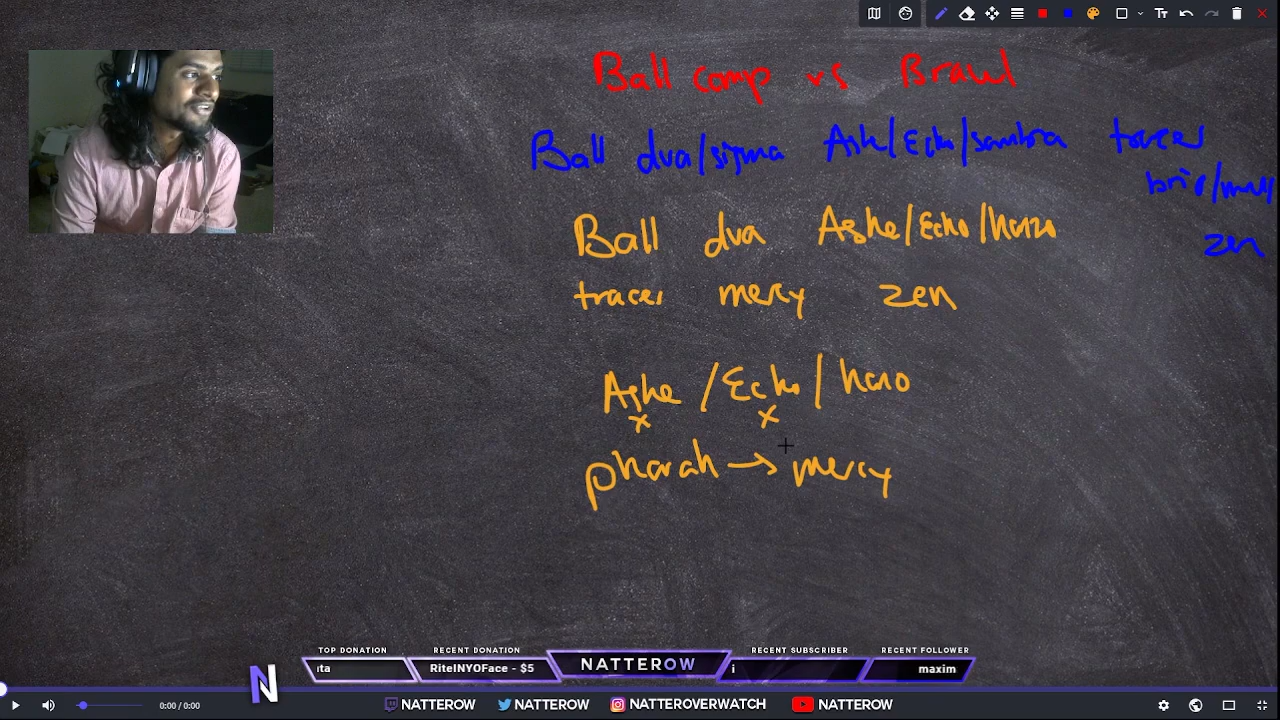 Ball comp vs Brawl
Ball dva/sigma Ash/Echo/sombra tracer
zen
Ball dva Ashe/Echo/hanzo
tracer mercy zen
Ashe / Echo / hanzo
x x
pharah → mercy
TOP DONATION RECENT DONATION RECENT SUBSCRIBER RECENT FOLLOWER
RiteINYOFace - $5 NATTEROW i maxim
N
0:00 / 0:00 NATTEROW NATTEROW NATTEROVERWATCH NATTEROW